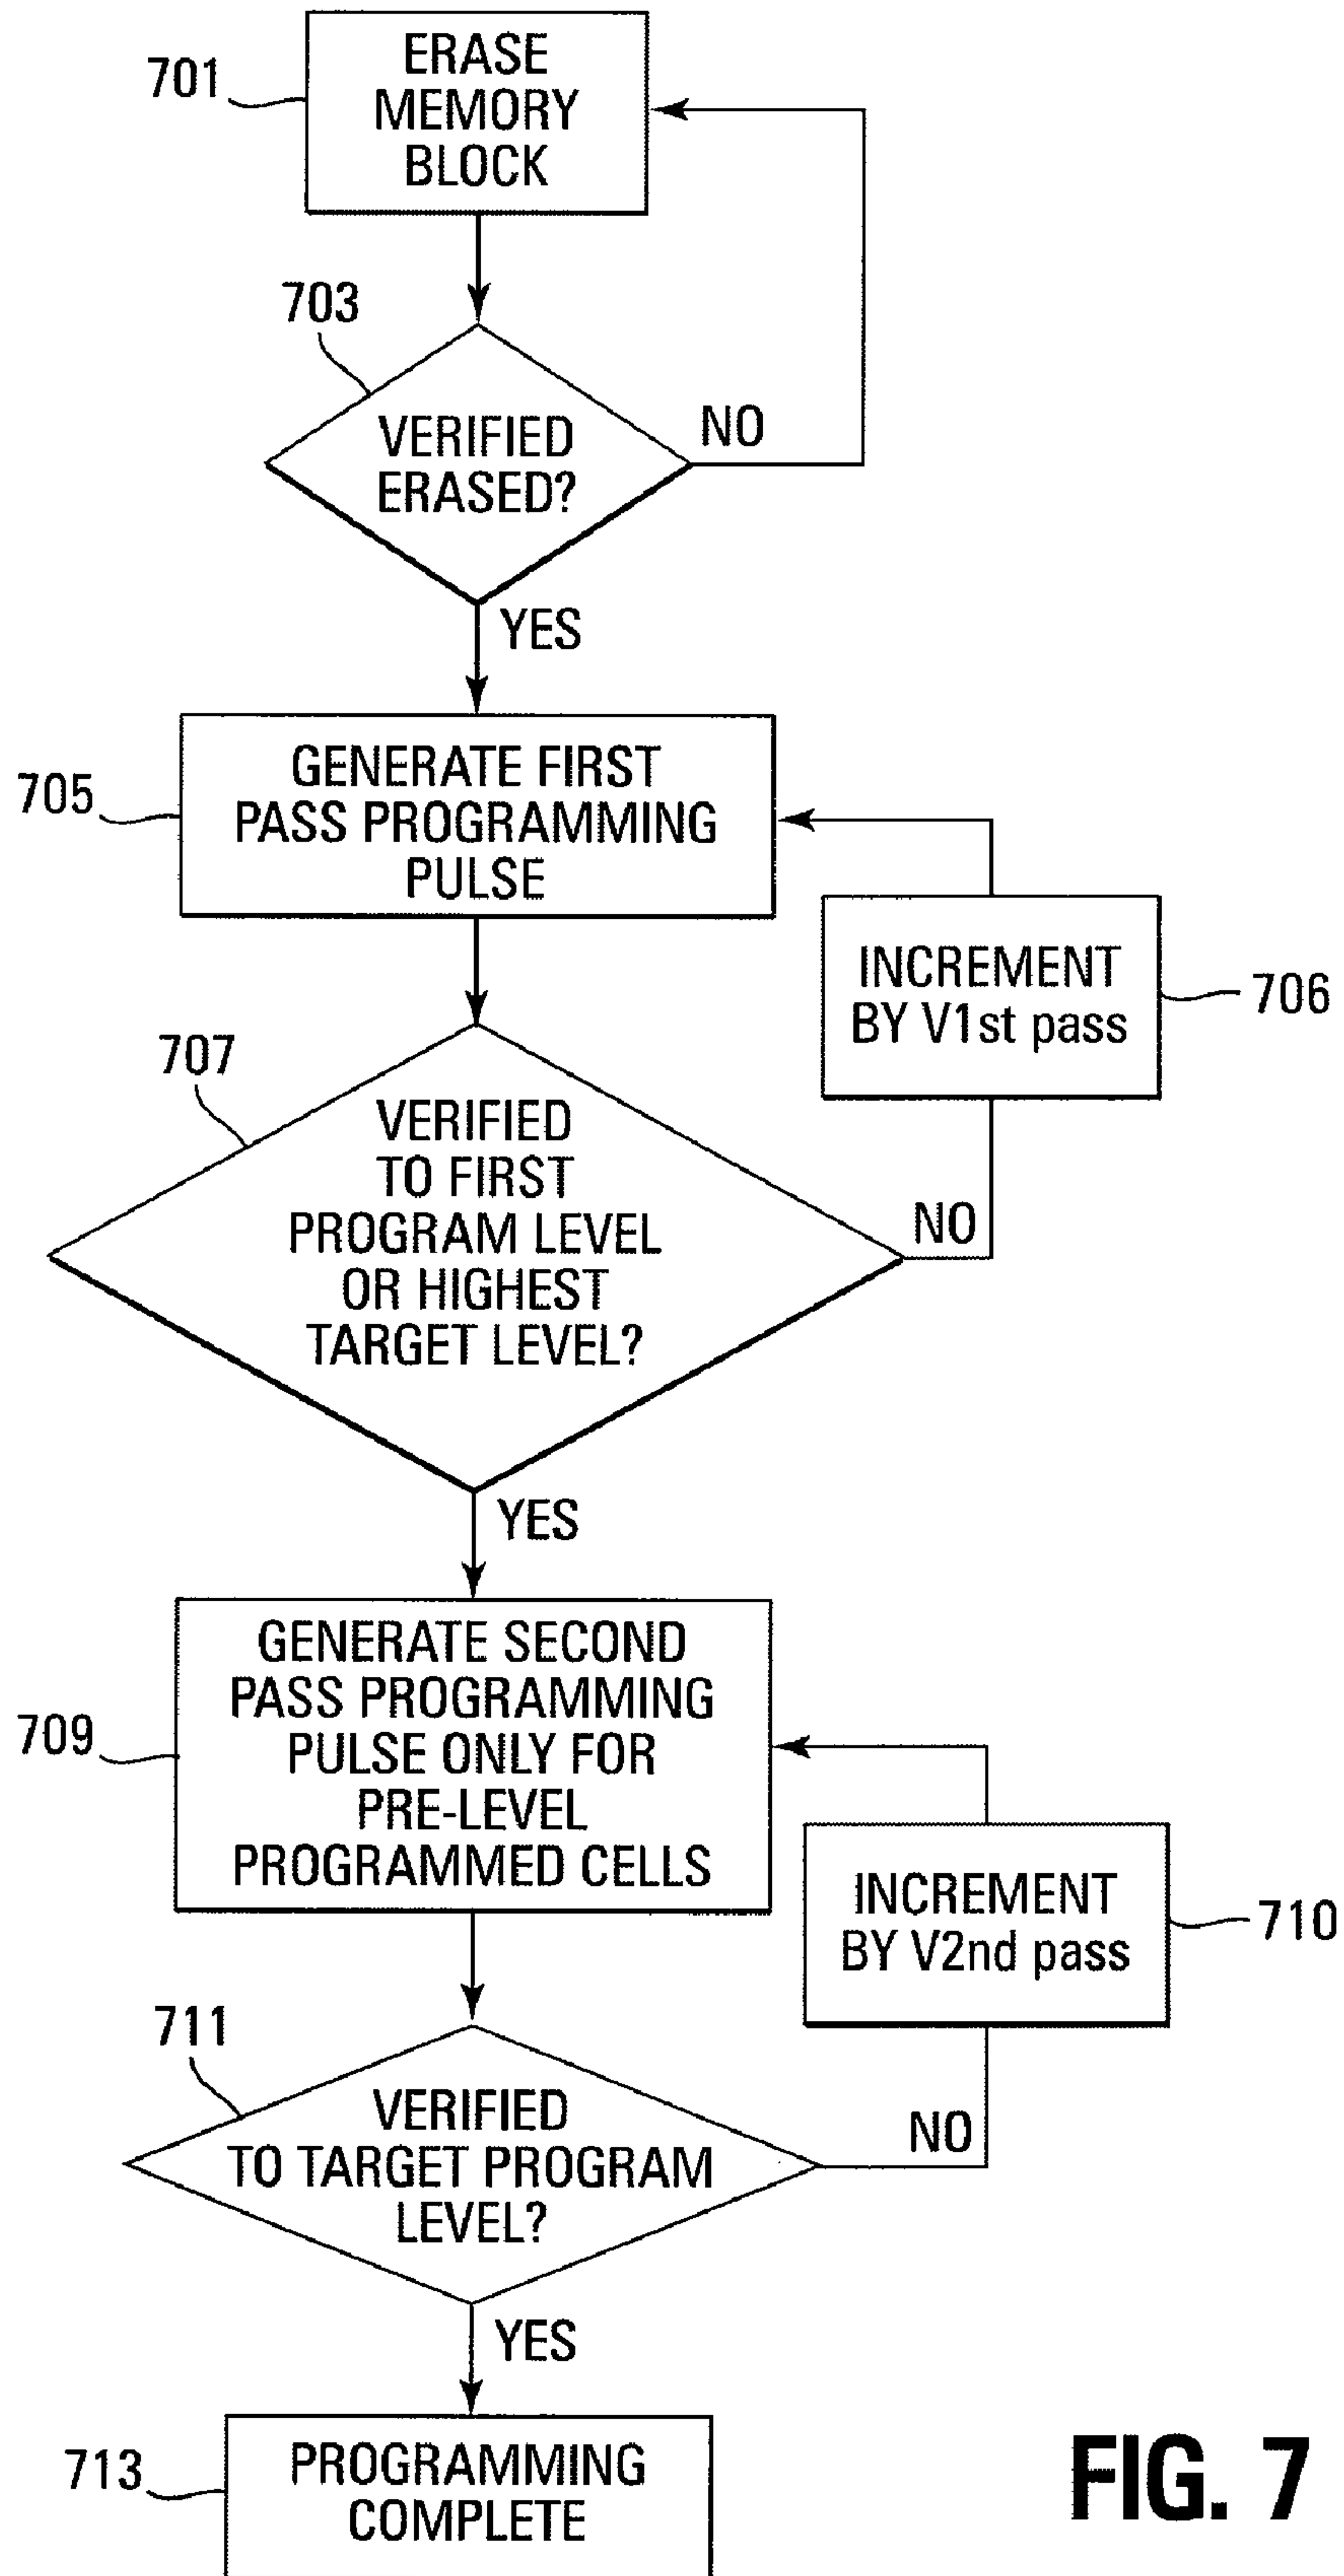 701
ERASE
MEMORY
BLOCK
703
VERIFIED
ERASED?
NO
YES
705
GENERATE FIRST
PASS PROGRAMMING
PULSE
INCREMENT
BY V1st pass
706
707
VERIFIED
TO FIRST
PROGRAM LEVEL
OR HIGHEST
TARGET LEVEL?
NO
YES
709
GENERATE SECOND
PASS PROGRAMMING
PULSE ONLY FOR
PRE-LEVEL
PROGRAMMED CELLS
INCREMENT
BY V2nd pass
710
711
VERIFIED
TO TARGET PROGRAM
LEVEL?
NO
YES
713
PROGRAMMING
COMPLETE
FIG. 7